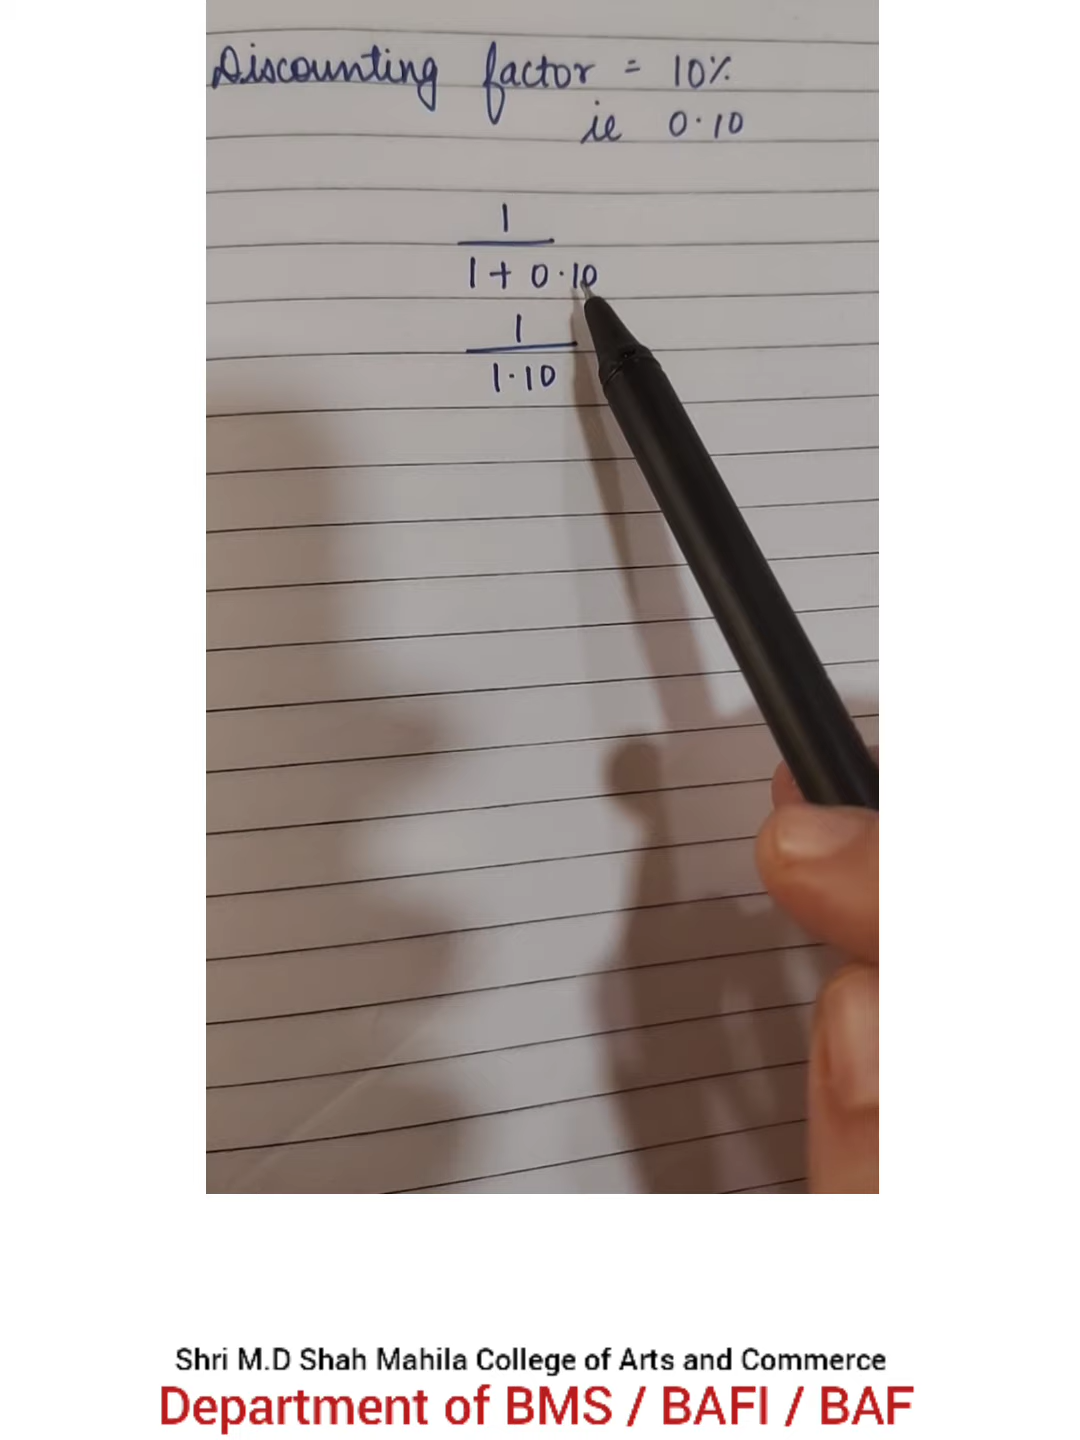 Discounting factor = 10%
ie 0.10
1
1 + 0.10
1
1.10
Shri M.D Shah Mahila College of Arts and Commerce
Department of BMS / BAFI / BAF